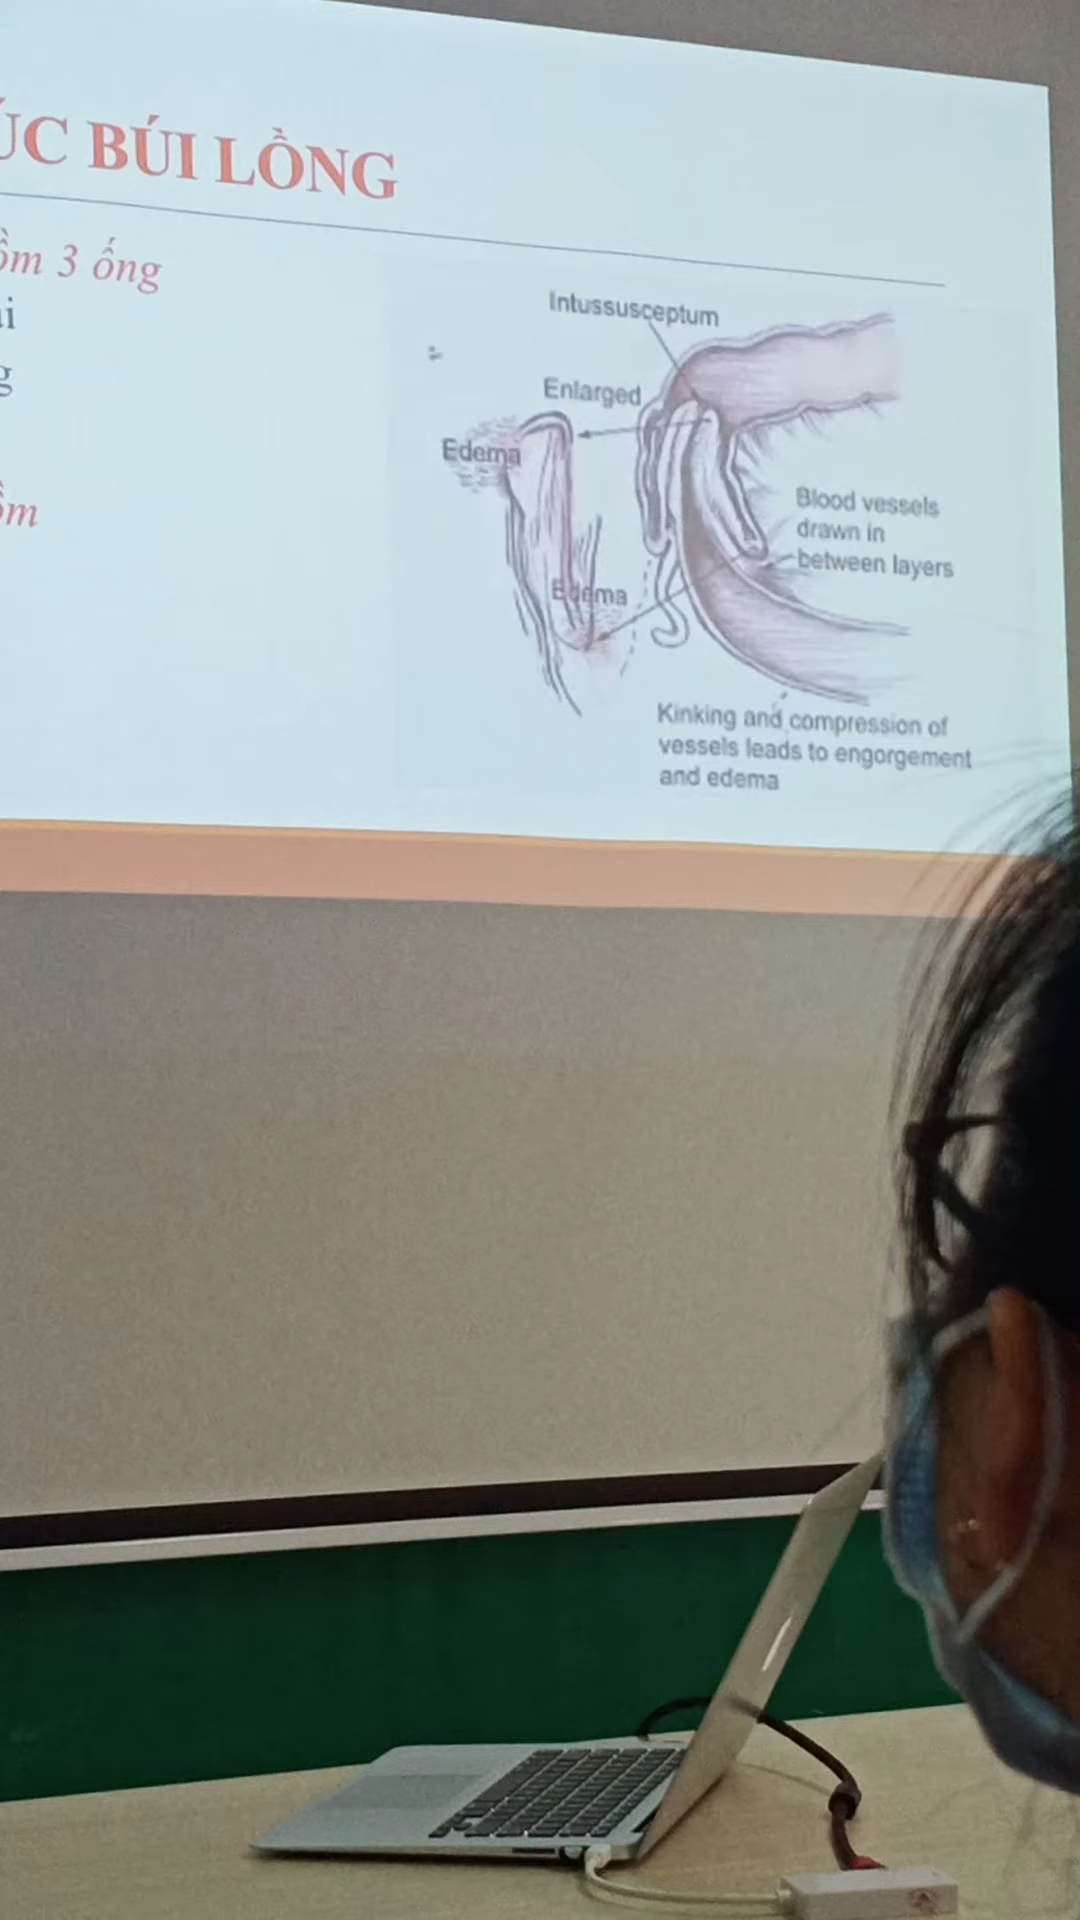 ÚC BÚI LỒNG
ồm 3 ống
ại
g
ồm
Intussusceptum
Enlarged
Edema
Blood vessels
drawn in
between layers
Edema
Kinking and compression of
vessels leads to engorgement
and edema